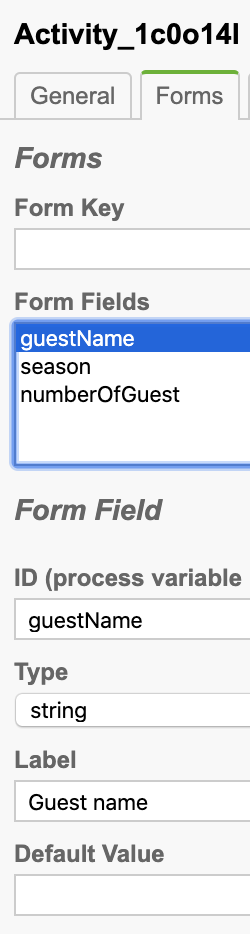 Activity_1c0o14l
General
Forms
Forms
Form Key
Form Fields
guestName
season
numberOfGuest
Form Field
ID (process variable
guestName
Type
string
Label
Guest name
Default Value